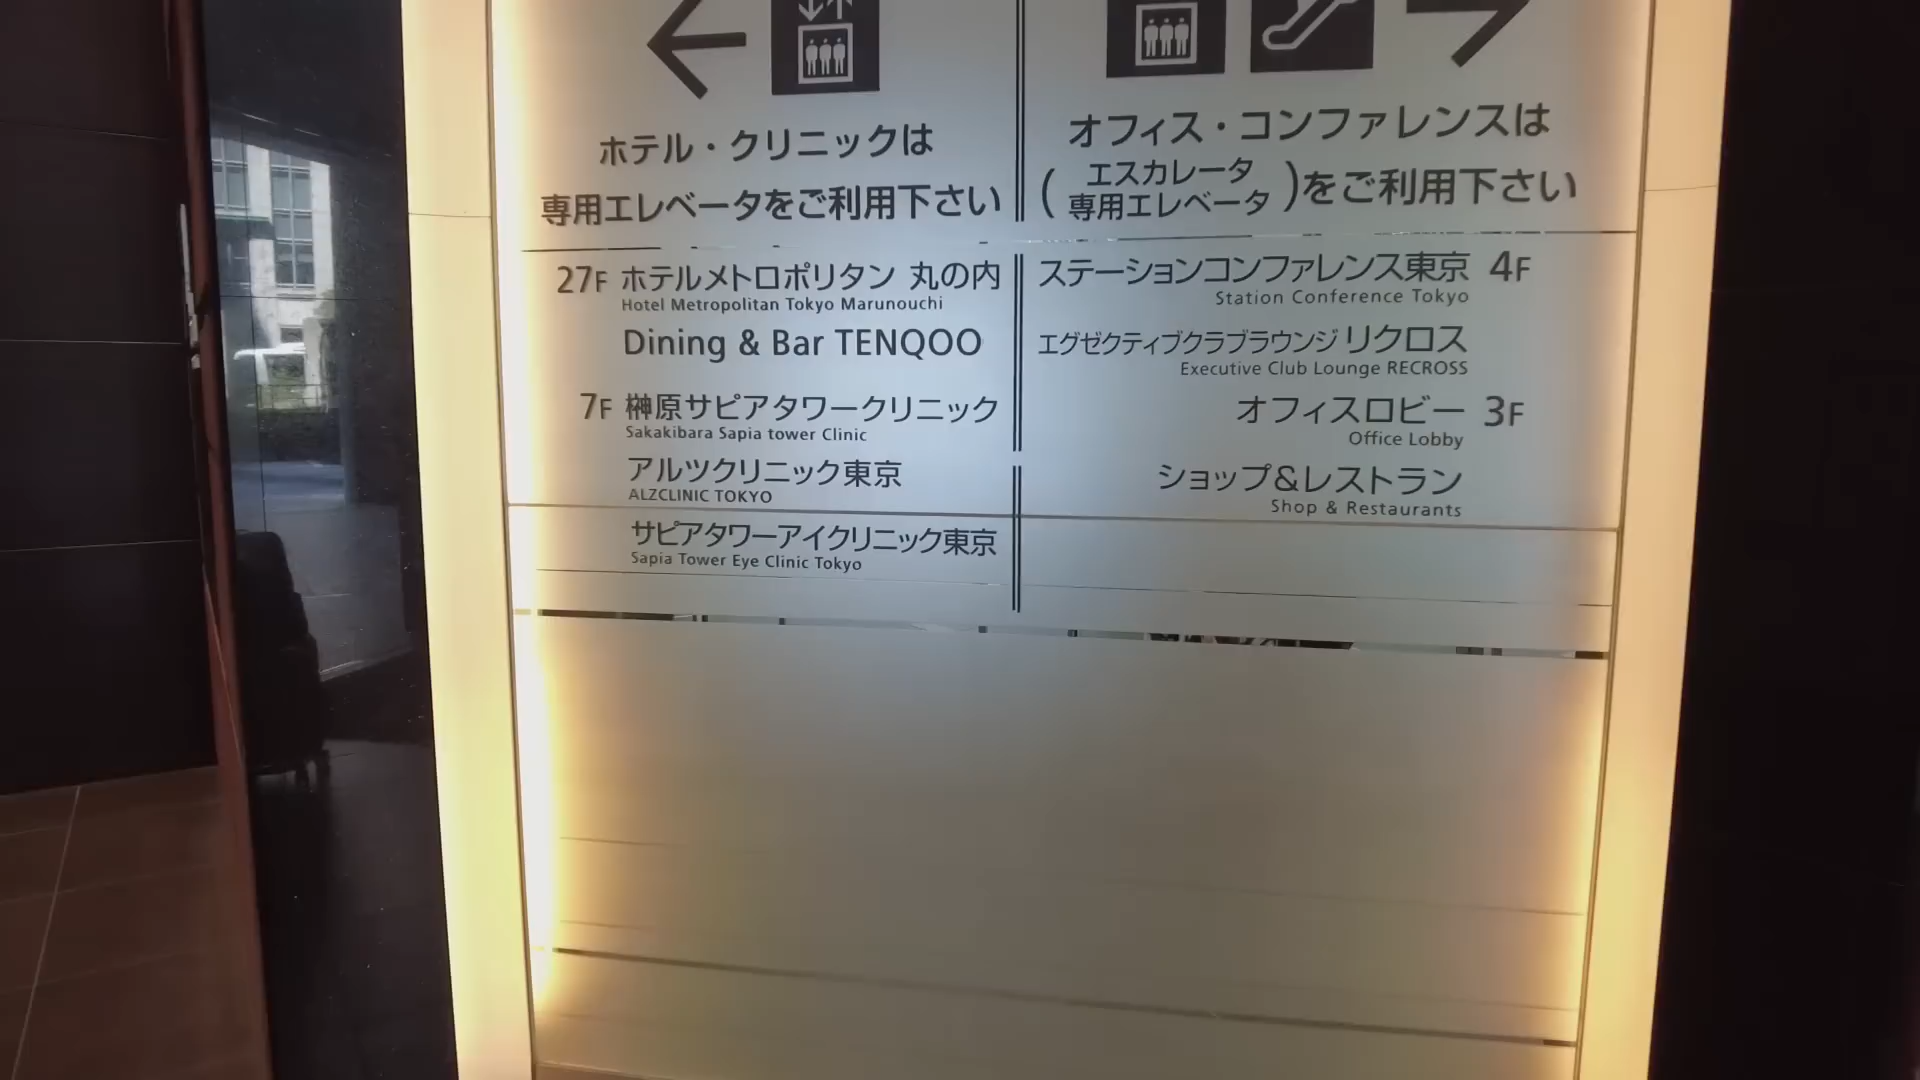 ホテル・クリニックは
専用エレベータをご利用下さい
27F ホテルメトロポリタン 丸の内
Hotel Metropolitan Tokyo Marunouchi
Dining & Bar TENQOO
7F 榊原サピアタワークリニック
Sakakibara Sapia tower Clinic
アルツクリニック東京
ALZCLINIC TOKYO
サピアタワーアイクリニック東京
Sapia Tower Eye Clinic Tokyo
オフィス・コンファレンスは
(エスカレータ
専用エレベータ)をご利用下さい
ステーションコンファレンス東京 4F
Station Conference Tokyo
エグゼクティブクラブラウンジ リクロス
Executive Club Lounge RECROSS
オフィスロビー 3F
Office Lobby
ショップ&レストラン
Shop & Restaurants